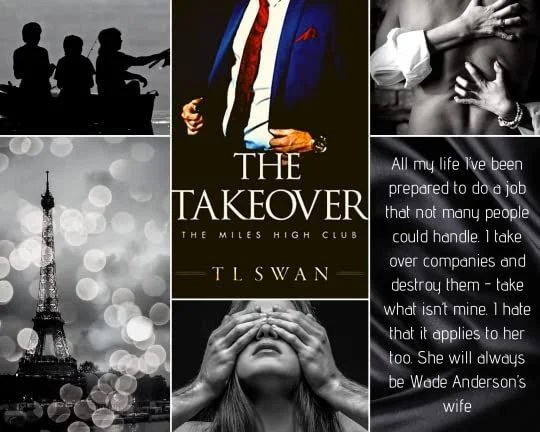 THE
TAKEOVER
THE MILES HIGH CLUB
T L SWAN
All my life I've been
prepared to do a job
that not many people
could handle. I take
over companies and
destroy them - take
what isn't mine. I hate
that it applies to her
too. She will always
be Wade Anderson's
wife